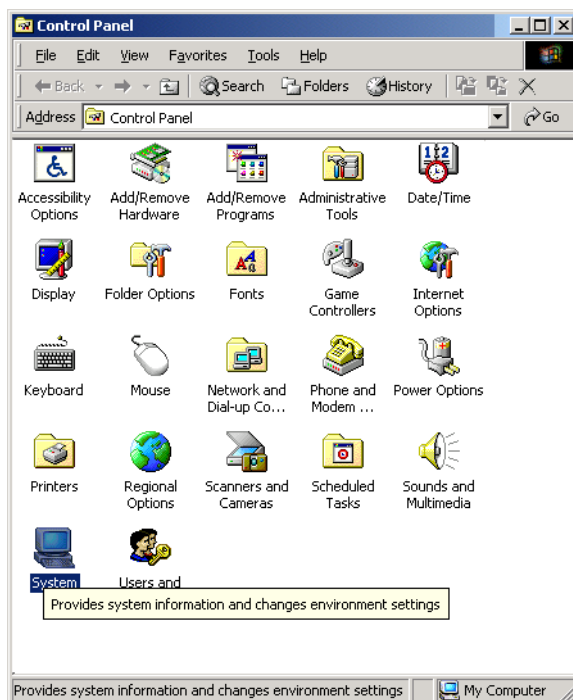 Control Panel
File Edit View Favorites Tools Help
Back Search Folders History
Address Control Panel Go
Accessibility Options
Add/Remove Hardware
Add/Remove Programs
Administrative Tools
1 2
Date/Time
Display
Folder Options
Fonts
Game Controllers
Internet Options
Keyboard
Mouse
Network and Dial-up Co...
Phone and Modem ...
Power Options
Printers
Regional Options
Scanners and Cameras
Scheduled Tasks
Sounds and Multimedia
System
Users and
Provides system information and changes environment settings
Provides system information and changes environment settings My Computer